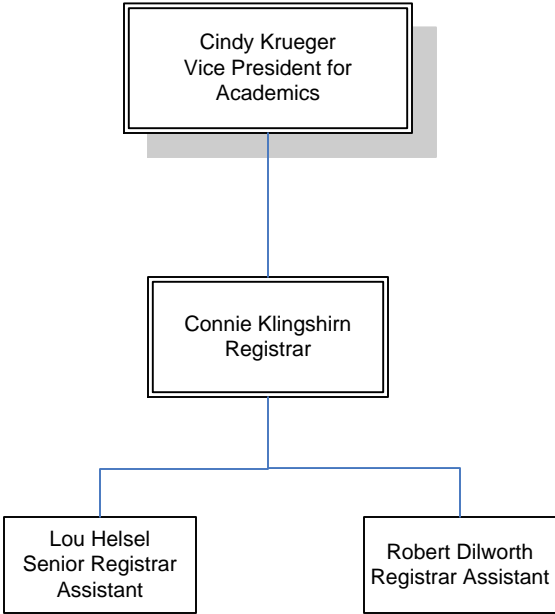 Cindy Krueger
Vice President for
Academics
Connie Klingshirn
Registrar
Lou Helsel
Senior Registrar
Assistant
Robert Dilworth
Registrar Assistant